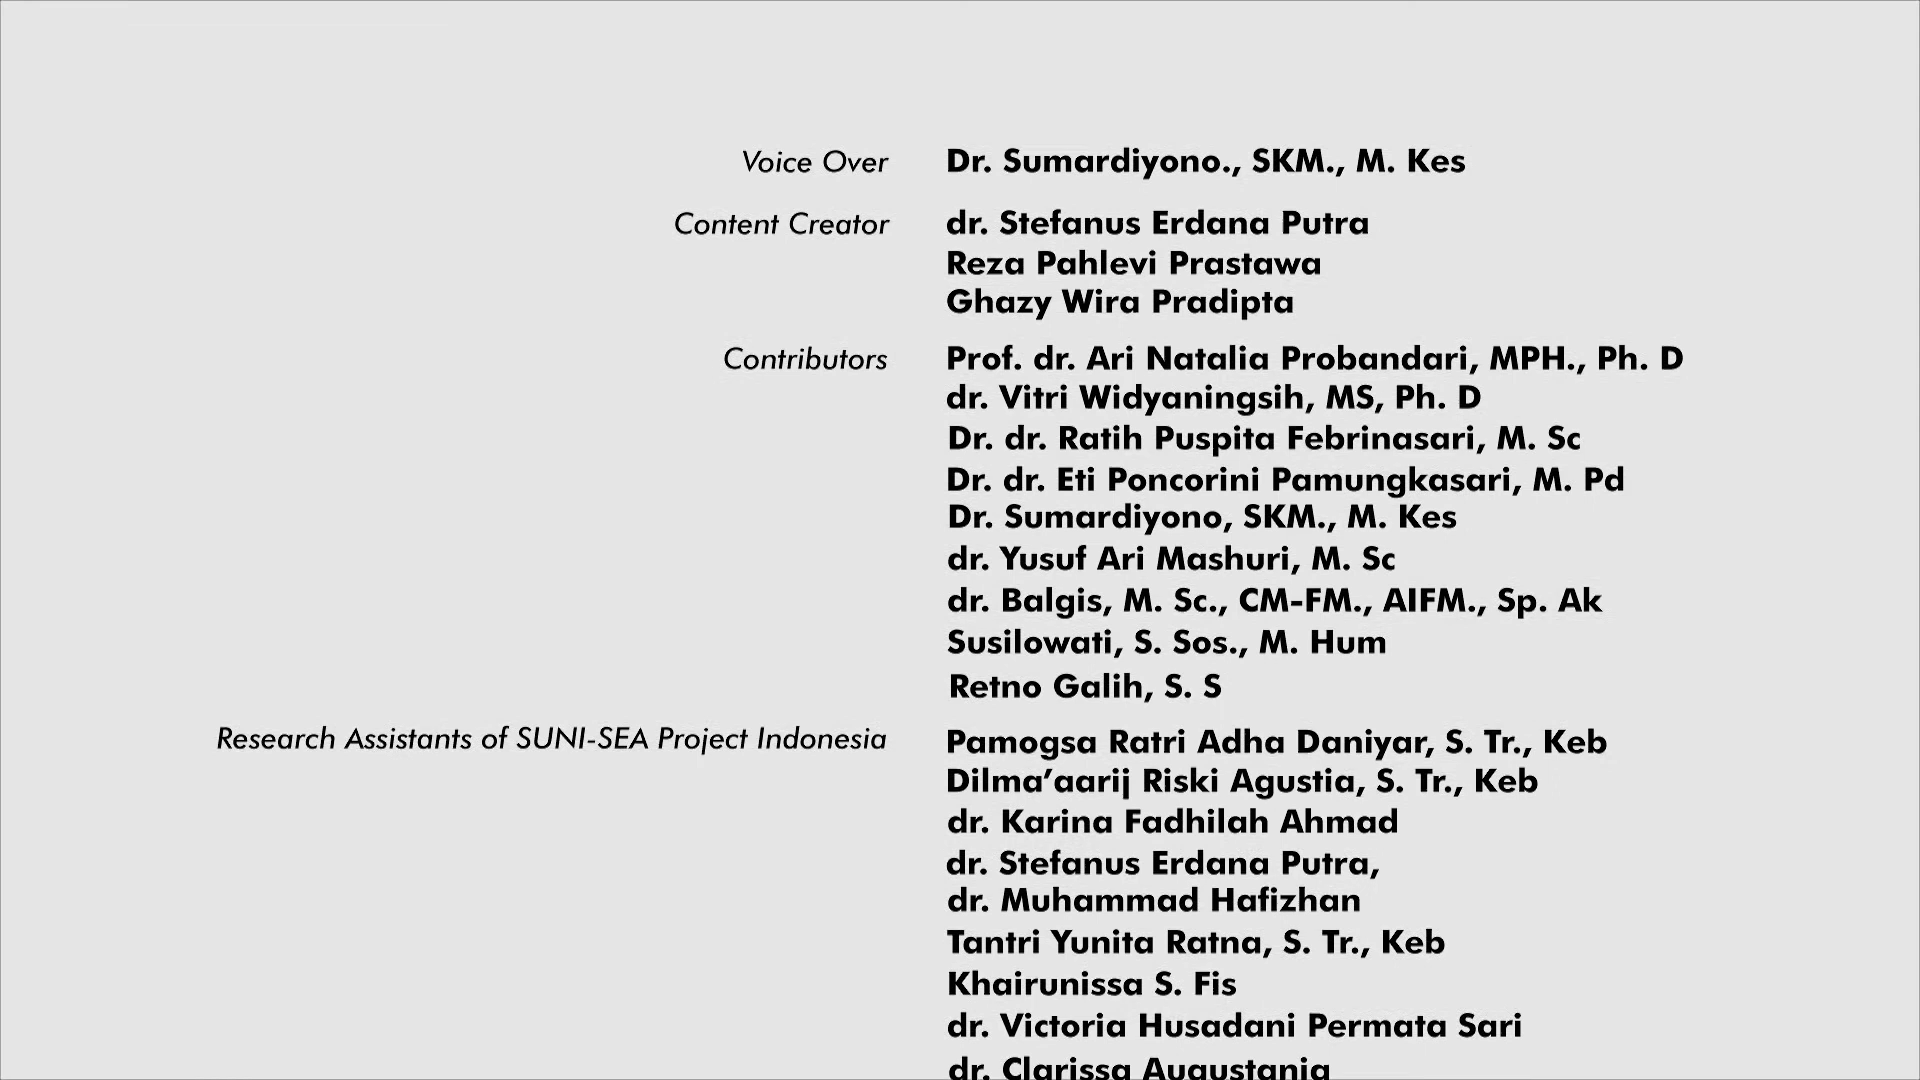 Voice Over Dr. Sumardiyono., SKM., M. Kes
Content Creator dr. Stefanus Erdana Putra
Reza Pahlevi Prastawa
Ghazy Wira Pradipta
Contributors Prof. dr. Ari Natalia Probandari, MPH., Ph. D
dr. Vitri Widyaningsih, MS, Ph. D
Dr. dr. Ratih Puspita Febrinasari, M. Sc
Dr. dr. Eti Poncorini Pamungkasari, M. Pd
Dr. Sumardiyono, SKM., M. Kes
dr. Yusuf Ari Mashuri, M. Sc
dr. Balgis, M. Sc., CM-FM., AIFM., Sp. Ak
Susilowati, S. Sos., M. Hum
Retno Galih, S. S
Research Assistants of SUNI-SEA Project Indonesia Pamogsa Ratri Adha Daniyar, S. Tr., Keb
Dilma’aarij Riski Agustia, S. Tr., Keb
dr. Karina Fadhilah Ahmad
dr. Stefanus Erdana Putra,
dr. Muhammad Hafizhan
Tantri Yunita Ratna, S. Tr., Keb
Khairunissa S. Fis
dr. Victoria Husadani Permata Sari
dr. Clarissa Augustania